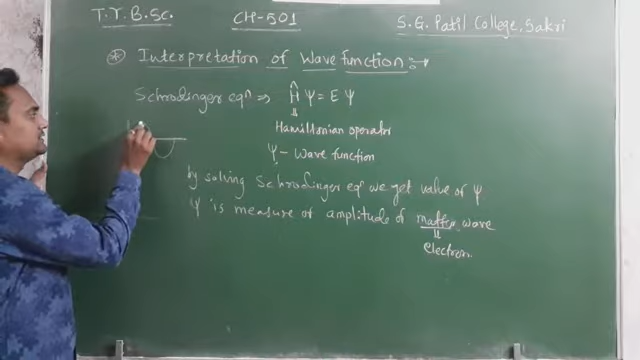 T.Y.B.Sc. CH-501 S.G. Patil College, Sakri
* Interpretation of Wave function :→
Schrodinger eqn ⇒ Ĥ ψ = E ψ
Hamiltonian operator
ψ - Wave function
by solving Schrodinger eqn we get value of ψ
ψ is measure of amplitude of matter wave
electron